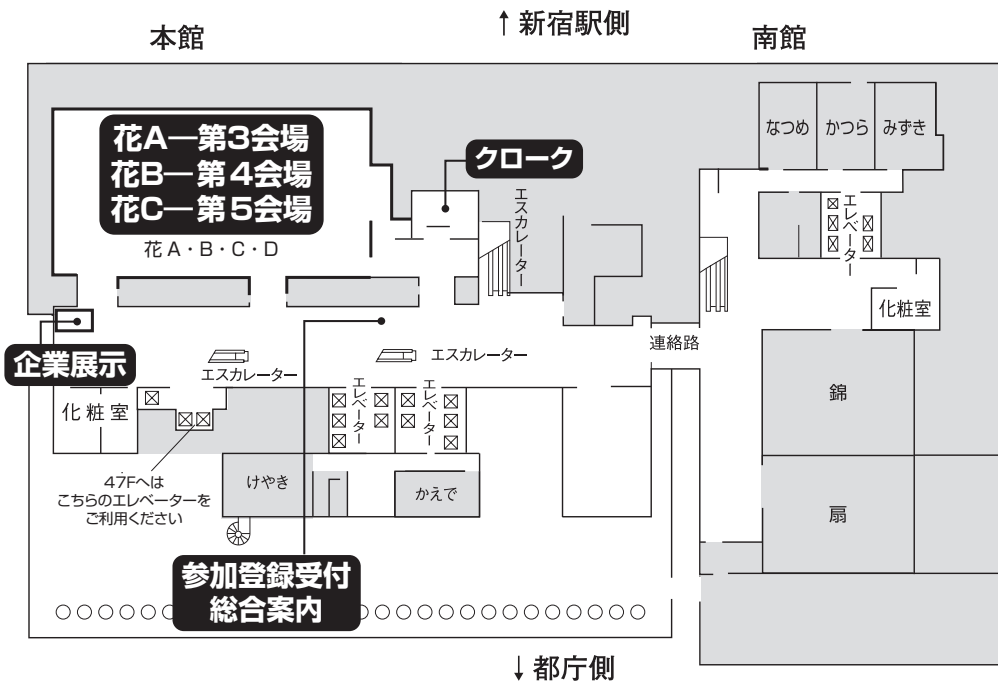 ↑新宿駅側
本館
南館
花A―第3会場
花B―第4会場
花C―第5会場
花A・B・C・D
クローク
エスカレーター
なつめ
かつら
みずき
エレベーター
化粧室
連絡路
企業展示
エスカレーター
エスカレーター
化粧室
エレベーター
エレベーター
錦
47Fへは
こちらのエレベーターを
ご利用ください
けやき
かえで
扇
参加登録受付
総合案内
↓都庁側